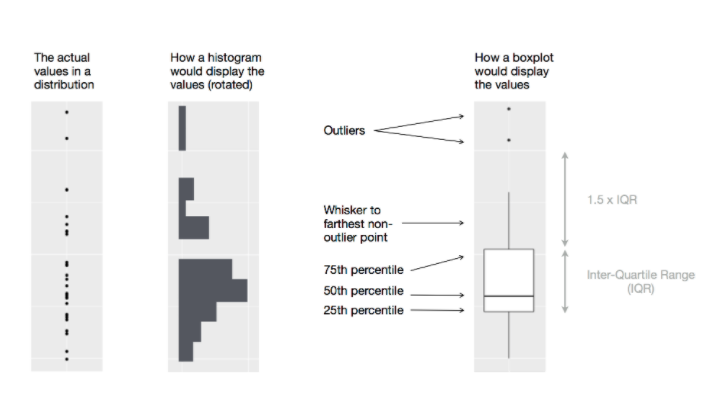 The actual
values in a
distribution
How a histogram
would display the
values (rotated)
How a boxplot
would display
the values
Outliers
1.5 x IQR
Whisker to
farthest non-
outlier point
75th percentile
50th percentile
25th percentile
Inter-Quartile Range
(IQR)